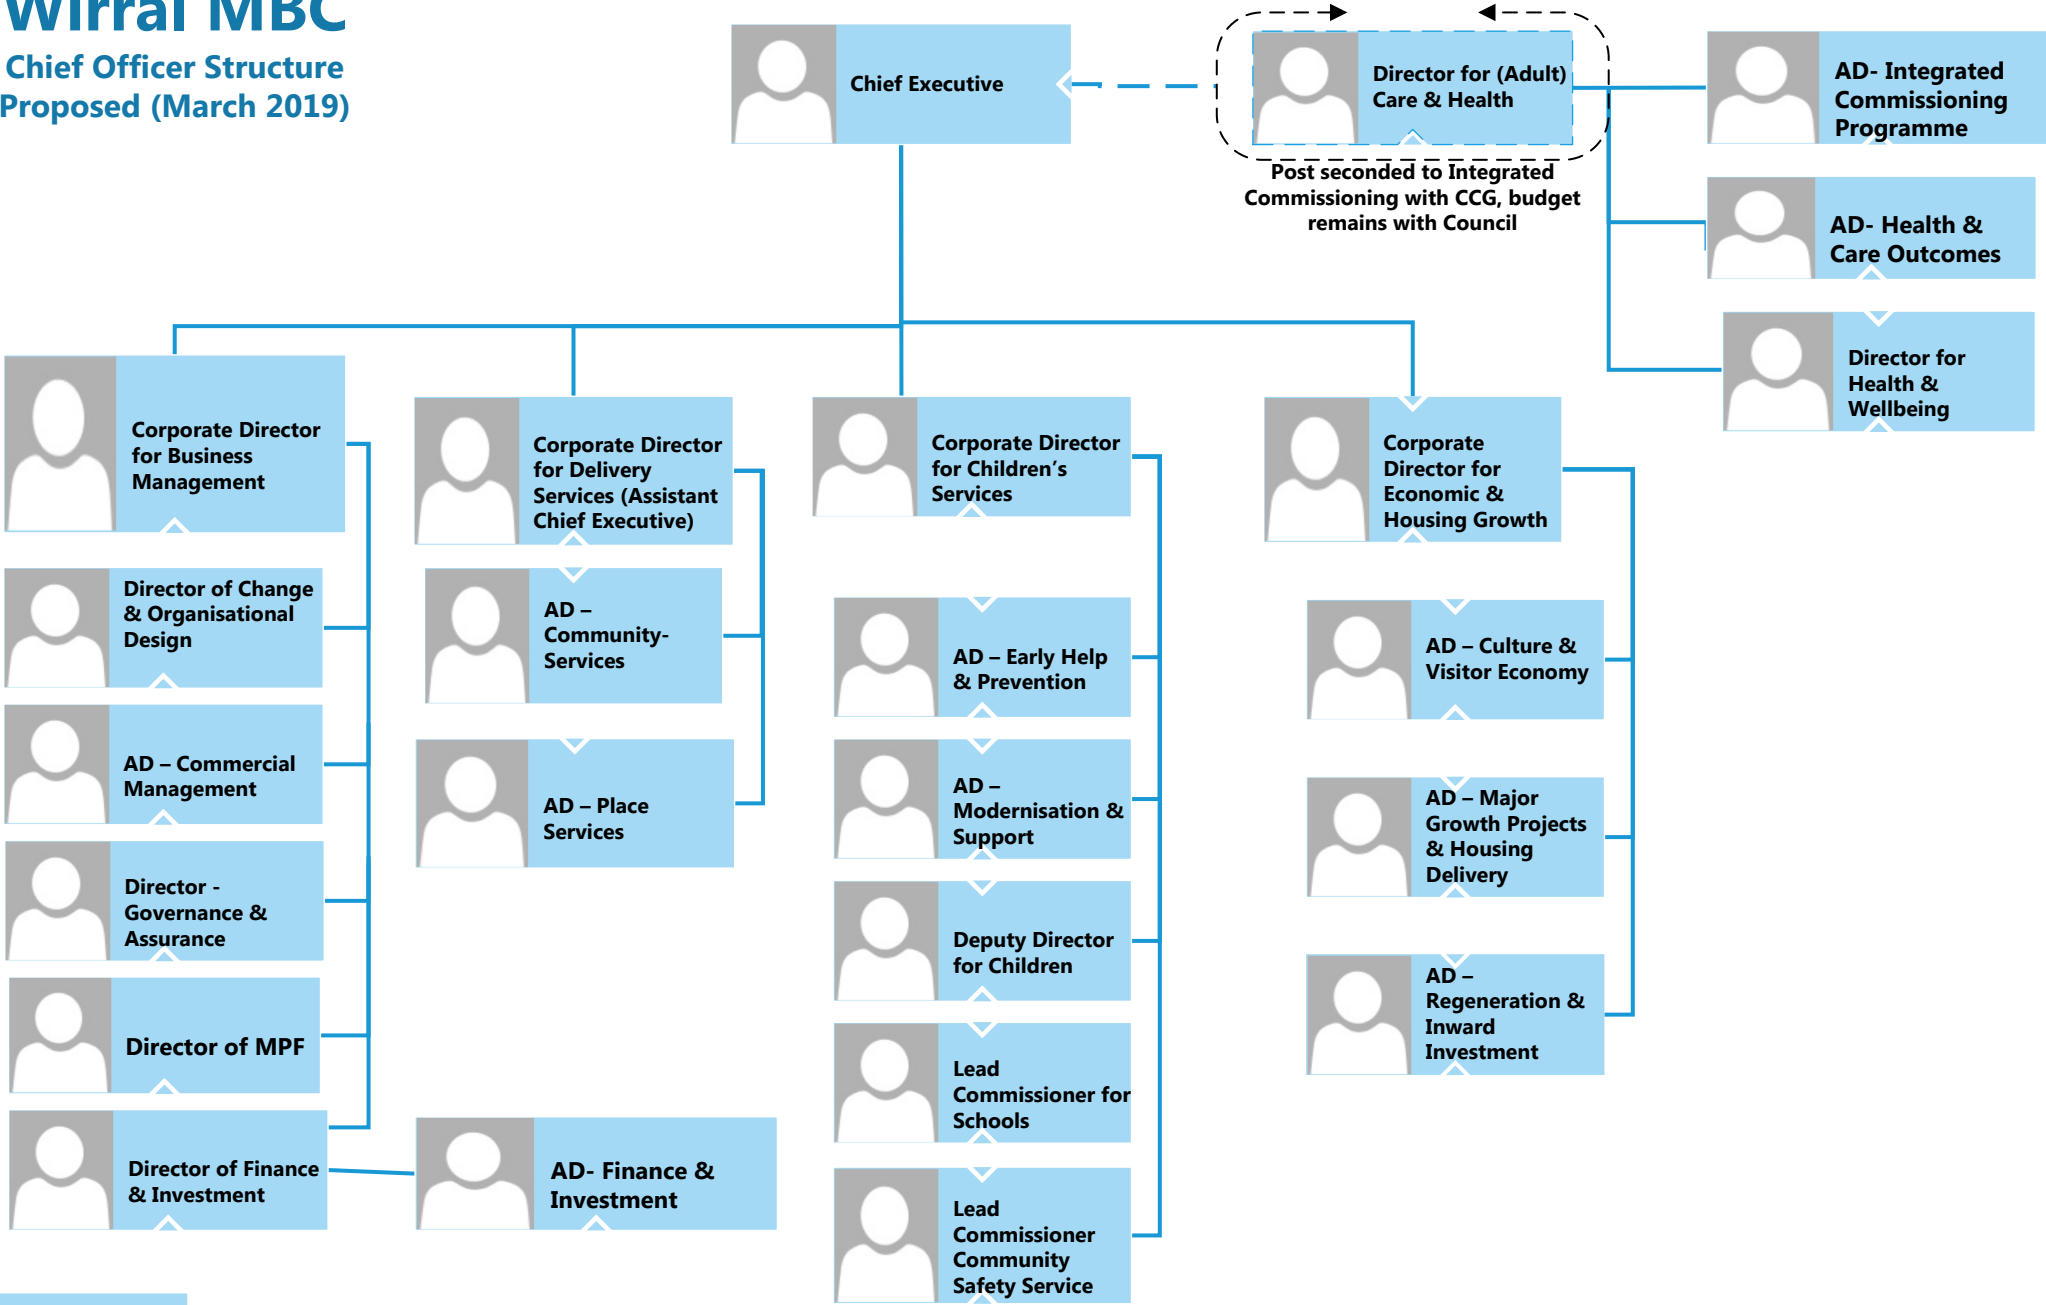 Wirral MBC
Chief Officer Structure
Proposed (March 2019)
Chief Executive
Director for (Adult)
Care & Health
Post seconded to Integrated
Commissioning with CCG, budget
remains with Council
AD- Integrated
Commissioning
Programme
AD- Health &
Care Outcomes
Director for
Health &
Wellbeing
Corporate Director
for Business
Management
Director of Change
& Organisational
Design
AD – Commercial
Management
Director -
Governance &
Assurance
Director of MPF
Director of Finance
& Investment
AD- Finance &
Investment
Corporate Director
for Delivery
Services (Assistant
Chief Executive)
AD –
Community-
Services
AD – Place
Services
Corporate Director
for Children’s
Services
AD – Early Help
& Prevention
AD –
Modernisation &
Support
Deputy Director
for Children
Lead
Commissioner for
Schools
Lead
Commissioner
Community
Safety Service
Corporate
Director for
Economic &
Housing Growth
AD – Culture &
Visitor Economy
AD – Major
Growth Projects
& Housing
Delivery
AD –
Regeneration &
Inward
Investment